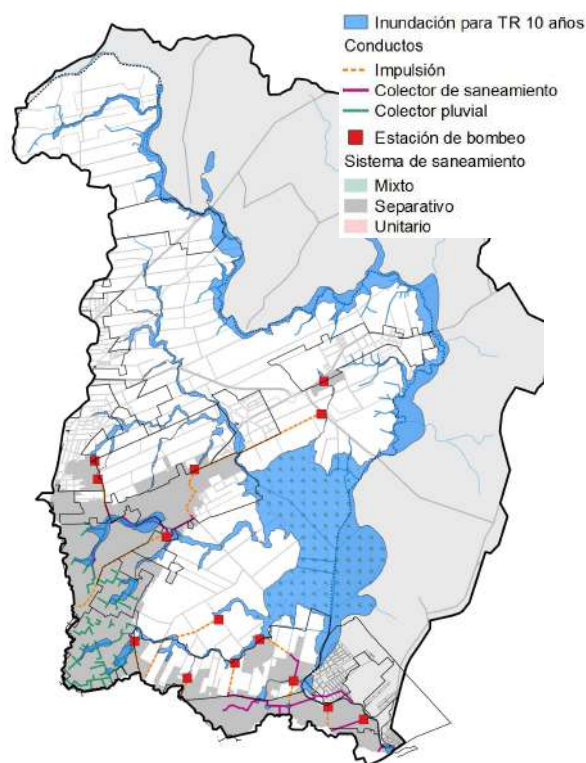 Inundación para TR 10 años
Conductos
Impulsión
Colector de saneamiento
Colector pluvial
Estación de bombeo
Sistema de saneamiento
Mixto
Separativo
Unitario